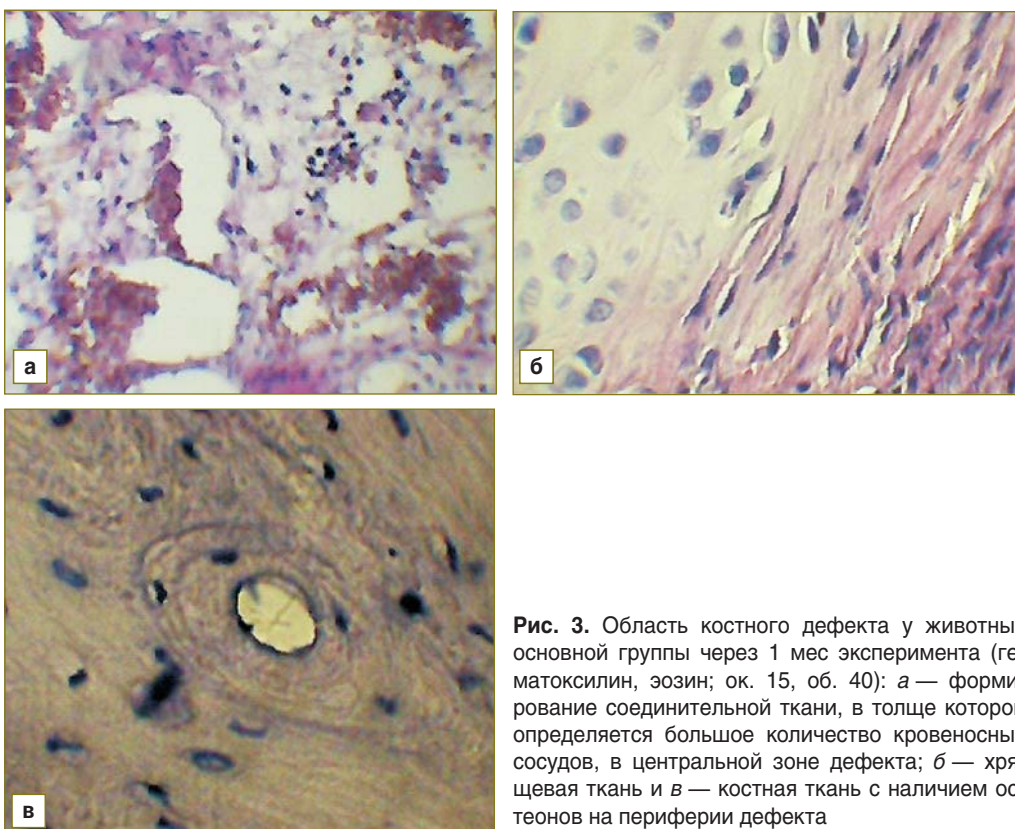 а
б
в
Рис. 3. Область костного дефекта у животны
основной группы через 1 мес эксперимента (ге
матоксилин, эозин; ок. 15, об. 40): а — форми
рование соединительной ткани, в толще которо
определяется большое количество кровеносны
сосудов, в центральной зоне дефекта; б — хря
щевая ткань и в — костная ткань с наличием ос
теонов на периферии дефекта